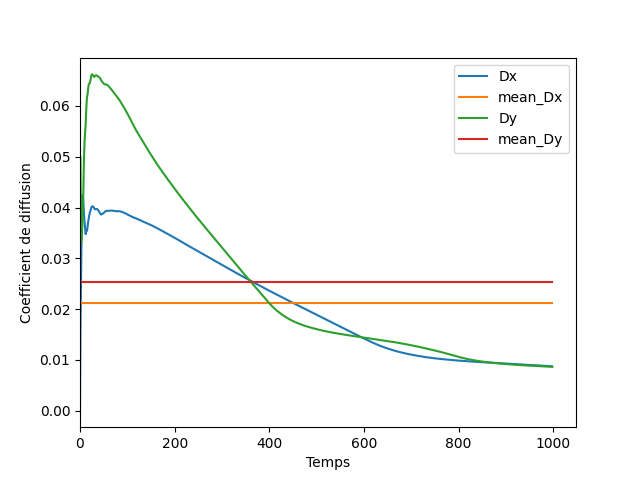 Dx
mean_Dx
Dy
mean_Dy
0.06
0.05
0.04
0.03
0.02
0.01
0.00
Coefficient de diffusion
0 200 400 600 800 1000
Temps